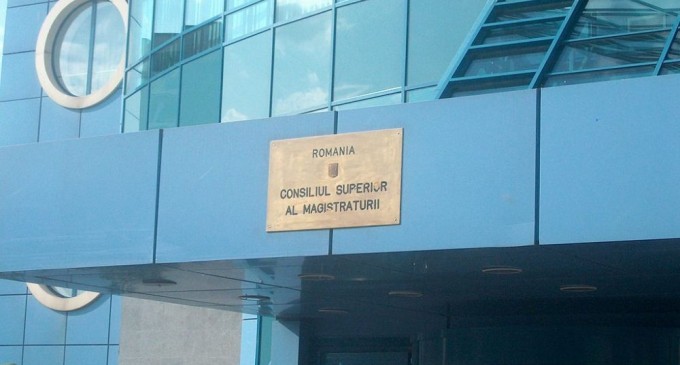 ROMANIA
CONSILIUL SUPERIOR
AL MAGISTRATURII